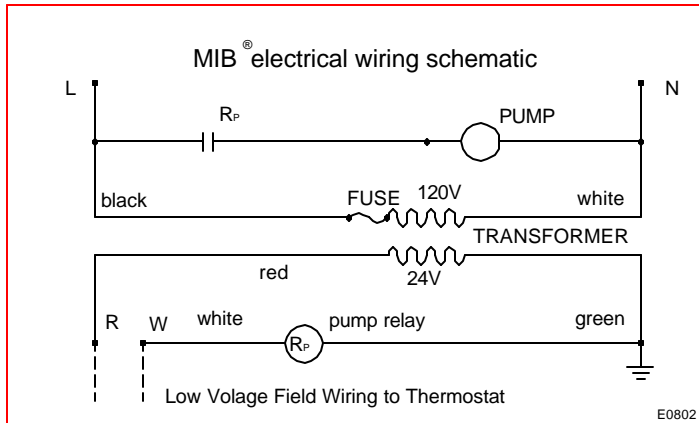 MIB ® electrical wiring schematic
L
N
RP
PUMP
black
FUSE
120V
white
TRANSFORMER
red
24V
R
W
white
pump relay
green
RP
Low Volage Field Wiring to Thermostat
E0802